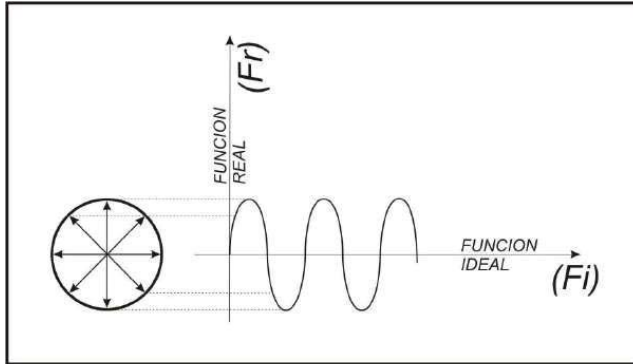 FUNCION
REAL
(Fr)
FUNCION
IDEAL
(Fi)